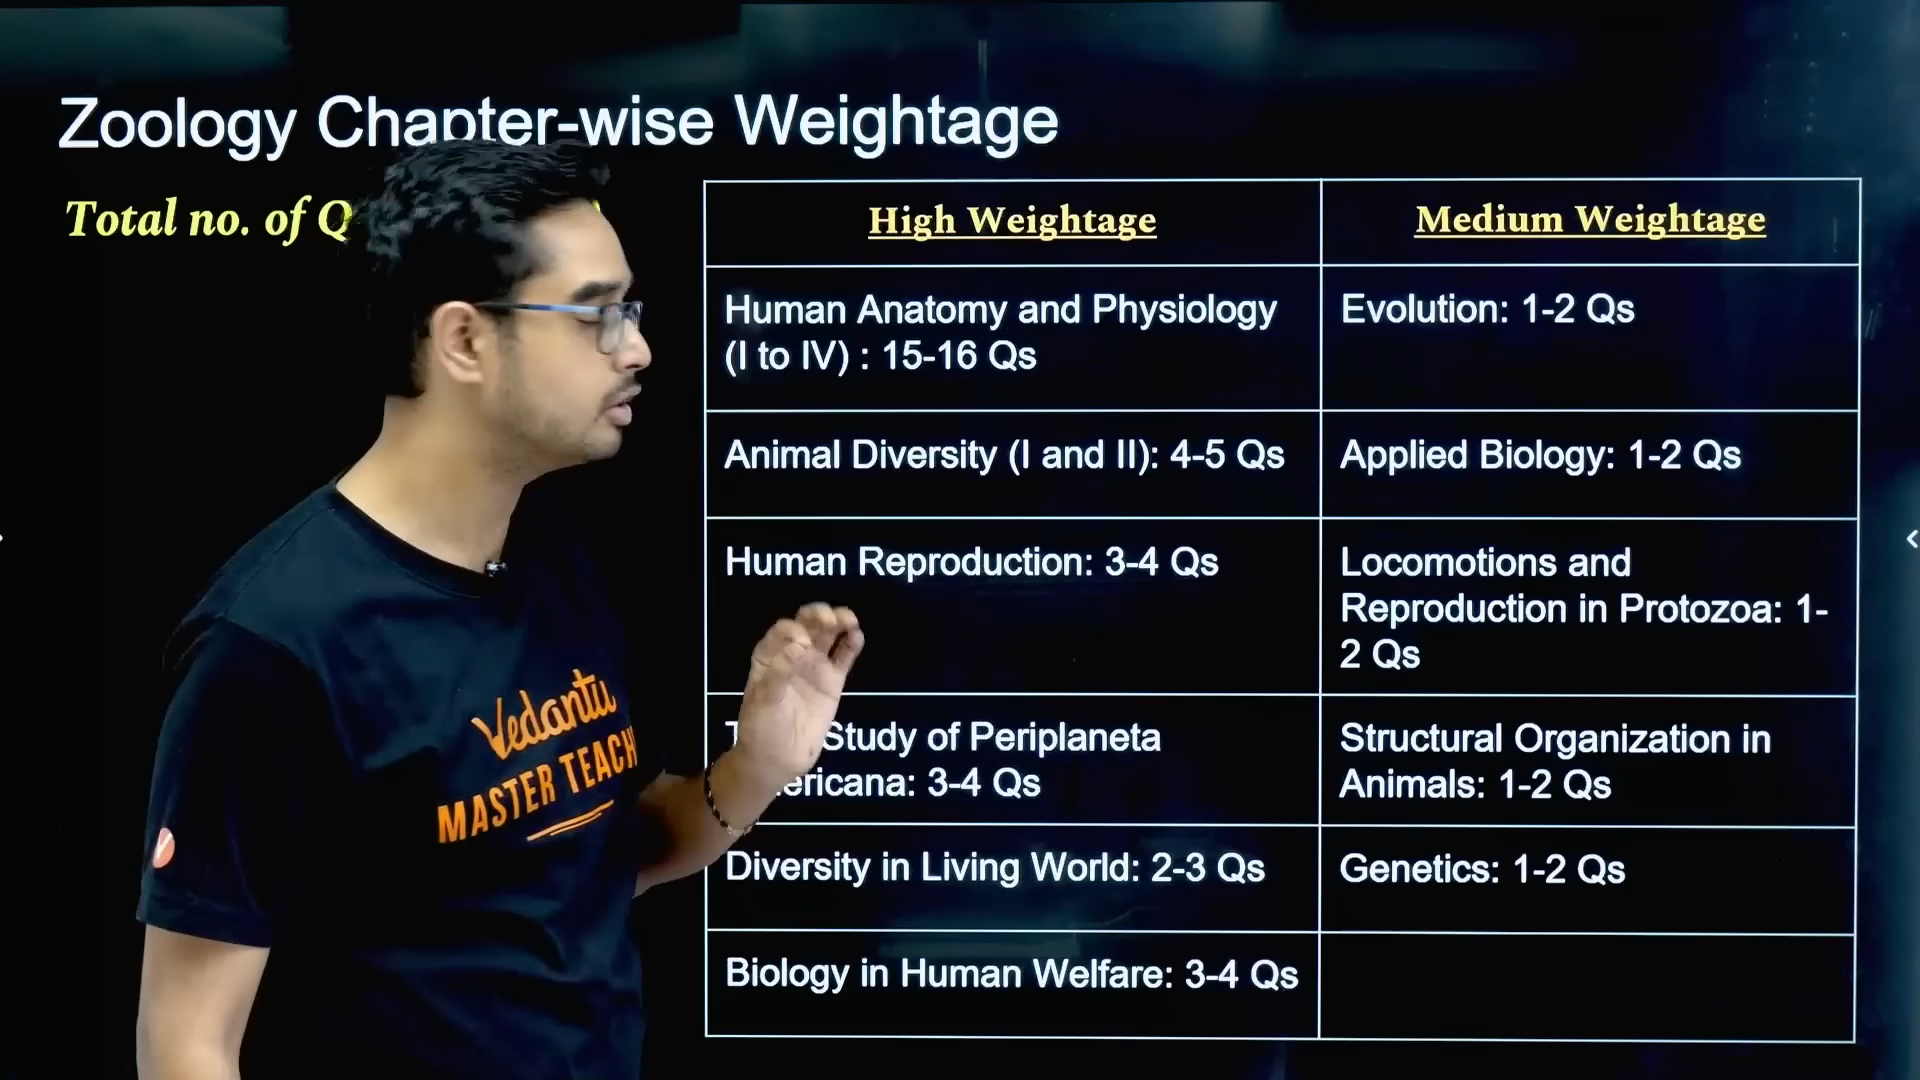 Zoology Chapter-wise Weightage
Total no. of Q
High Weightage
Medium Weightage
Human Anatomy and Physiology
(I to IV) : 15-16 Qs
Evolution: 1-2 Qs
Animal Diversity (I and II): 4-5 Qs
Applied Biology: 1-2 Qs
Human Reproduction: 3-4 Qs
Locomotions and
Reproduction in Protozoa: 1-
2 Qs
Study of Periplaneta
ericana: 3-4 Qs
Structural Organization in
Animals: 1-2 Qs
Diversity in Living World: 2-3 Qs
Genetics: 1-2 Qs
Biology in Human Welfare: 3-4 Qs
Vedantu
MASTER TEACH